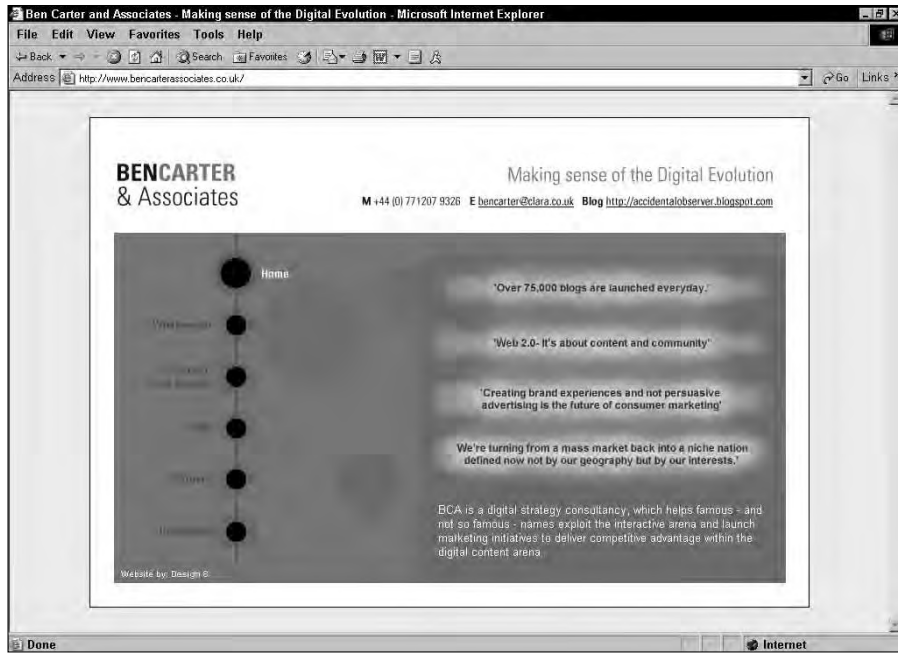 Ben Carter and Associates - Making sense of the Digital Evolution - Microsoft Internet Explorer
File Edit View Favorites Tools Help
Back Search Favorites
Address http://www.bencarterassociates.co.uk/ Go Links
BENCARTER
& Associates
Making sense of the Digital Evolution
M +44 (0) 771207 9326 E bencarter@clara.co.uk Blog http://accidentalobserver.blogspot.com
Home
'Over 75,000 blogs are launched everyday.'
'Web 2.0- It's about content and community'
'Creating brand experiences and not persuasive
advertising is the future of consumer marketing'
We're turning from a mass market back into a niche nation
defined now not by our geography but by our interests.'
BCA is a digital strategy consultancy, which helps famous - and
not so famous - names exploit the interactive arena and launch
marketing initiatives to deliver competitive advantage within the
digital content arena
Website by: Design
Done
Internet